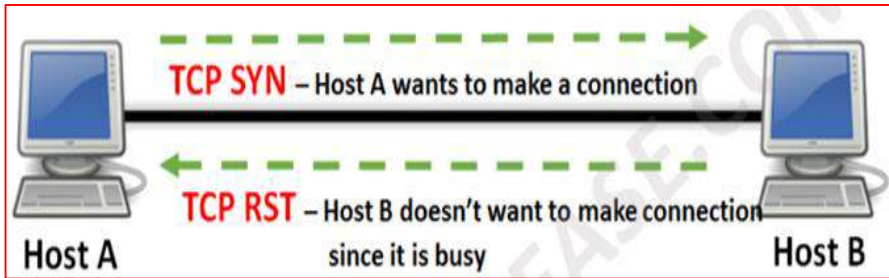 TCP SYN – Host A wants to make a connection
TCP RST – Host B doesn't want to make connection
since it is busy
Host A
Host B